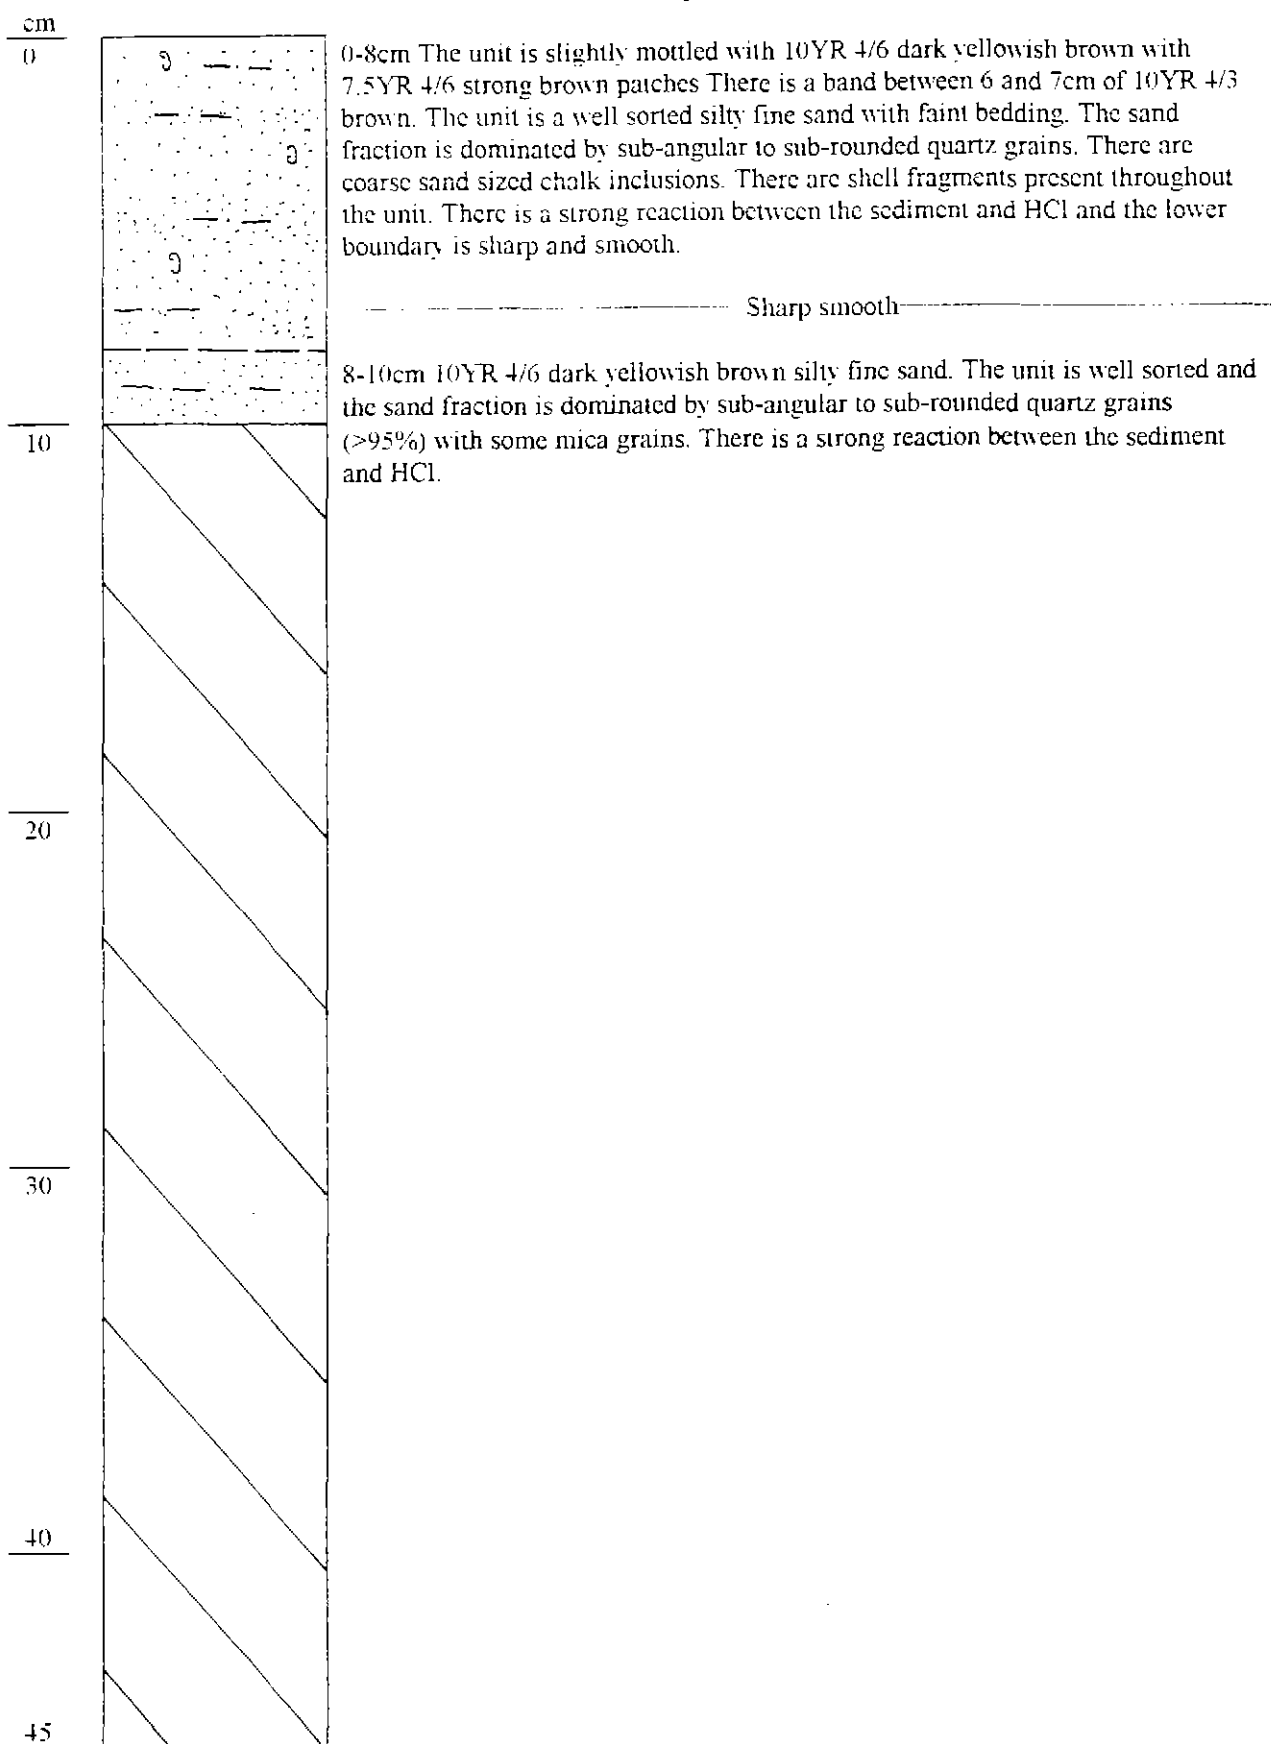 cm
0
0-8cm The unit is slightly mottled with 10YR 4/6 dark yellowish brown with
7.5YR 4/6 strong brown patches There is a band between 6 and 7cm of 10YR 4/3
brown. The unit is a well sorted silty fine sand with faint bedding. The sand
fraction is dominated by sub-angular to sub-rounded quartz grains. There are
coarse sand sized chalk inclusions. There are shell fragments present throughout
the unit. There is a strong reaction between the sediment and HCl and the lower
boundary is sharp and smooth.
Sharp smooth
8-10cm 10YR 4/6 dark yellowish brown silty fine sand. The unit is well sorted and
the sand fraction is dominated by sub-angular to sub-rounded quartz grains
(>95%) with some mica grains. There is a strong reaction between the sediment
and HCl.
10
20
30
40
45